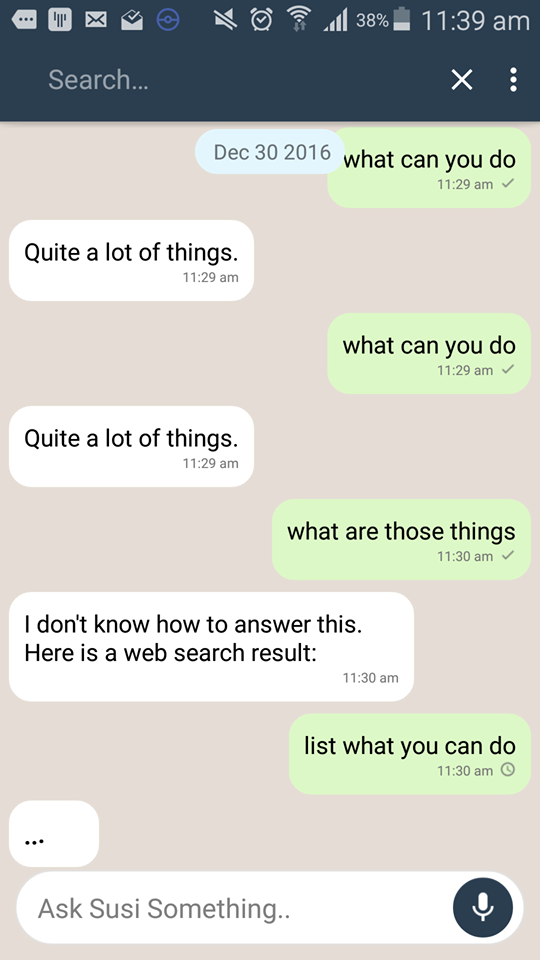 38% 11:39 am
Search...
Dec 30 2016
what can you do
11:29 am
Quite a lot of things.
11:29 am
what can you do
11:29 am
Quite a lot of things.
11:29 am
what are those things
11:30 am
I don't know how to answer this.
Here is a web search result:
11:30 am
list what you can do
11:30 am
...
Ask Susi Something..